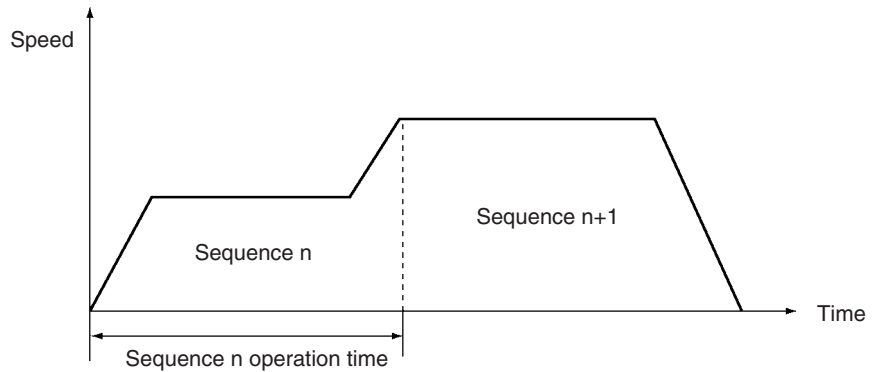 Speed
Sequence n+1
Sequence n
Time
Sequence n operation time